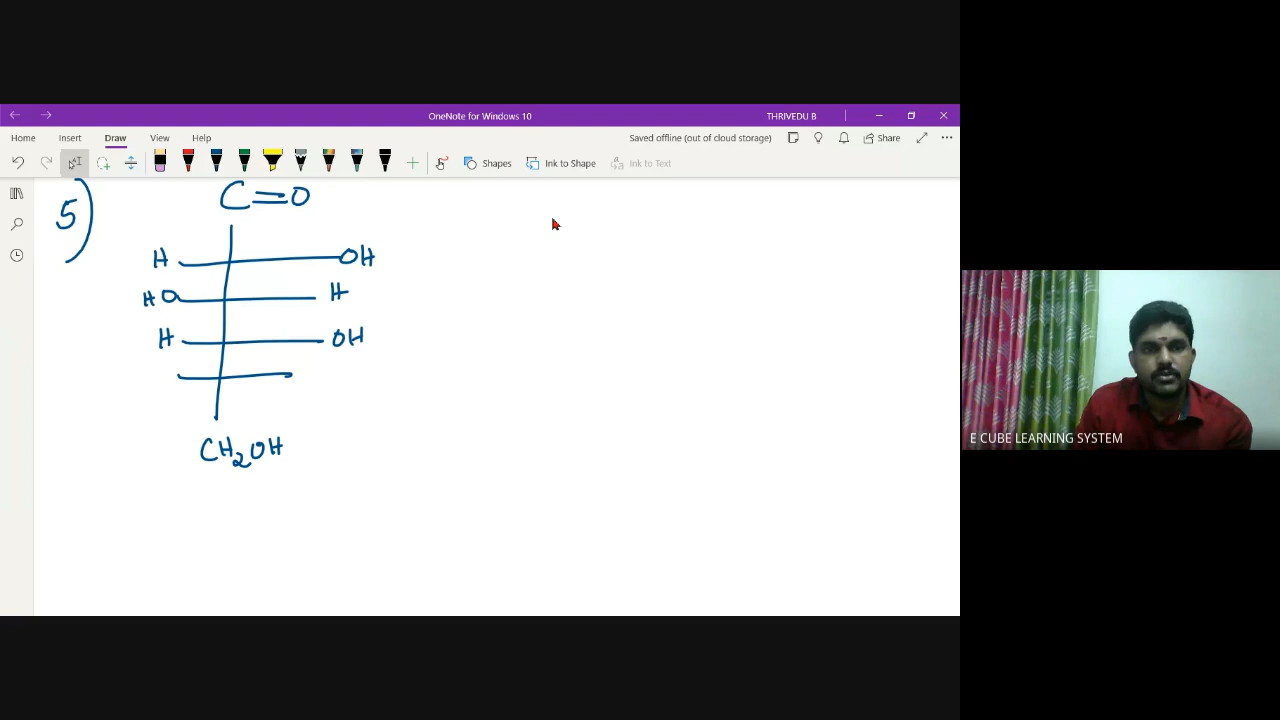 OneNote for Windows 10
THRIVEDU B
Home Insert Draw View Help
Saved offline (out of cloud storage)
Share
Shapes
Ink to Shape
Ink to Text
5)
C=O
H OH
HO H
H OH
CH2OH
E CUBE LEARNING SYSTEM